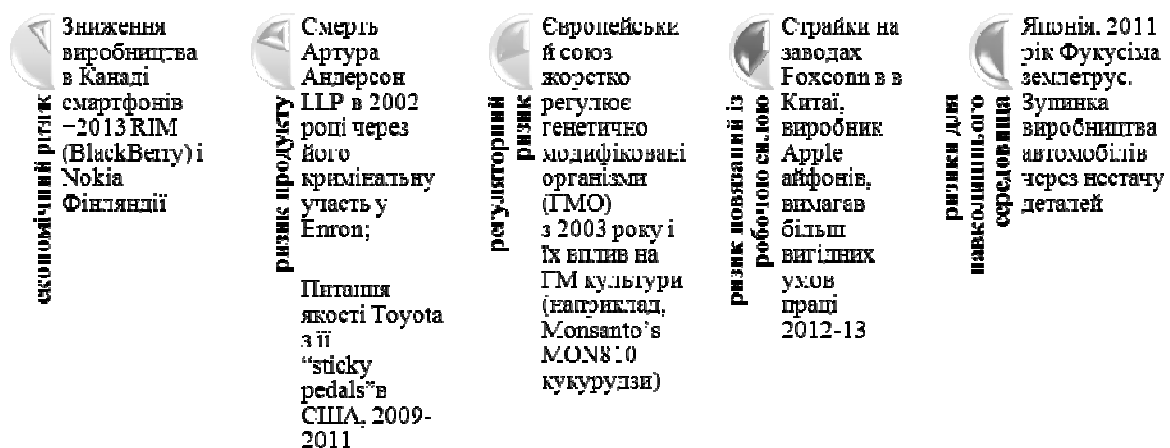 економічний ризик
Зниження
виробництва
в Канаді
смартфонів
–2013 RIM
(BlackBerry) і
Nokia
Фінляндії
ризик продукту
Смерть
Артура
Андерсон
LLP в 2002
році через
його
кримінальну
участь у
Enron;
Питання
якості Toyota
з її
“sticky
pedals”в
США, 2009-
2011
регуляторний
ризик
Європейськи
й союз
жорстко
регулює
генетично
модифіковані
організми
(ГМО)
з 2003 року і
їх вплив на
ГМ культури
(наприклад,
Monsanto’s
MON810
кукурудзи)
ризик повязаний із
робочою силою
Страйки на
заводах
Foxconn в в
Китаї,
виробник
Apple
айфонів,
вимагав
більш
вигідних
умов
праці
2012-13
ризики для
навколишнього
середовища
Японія. 2011
рік Фукусіма
землетрус.
Зупинка
виробництва
автомобілів
через нестачу
деталей